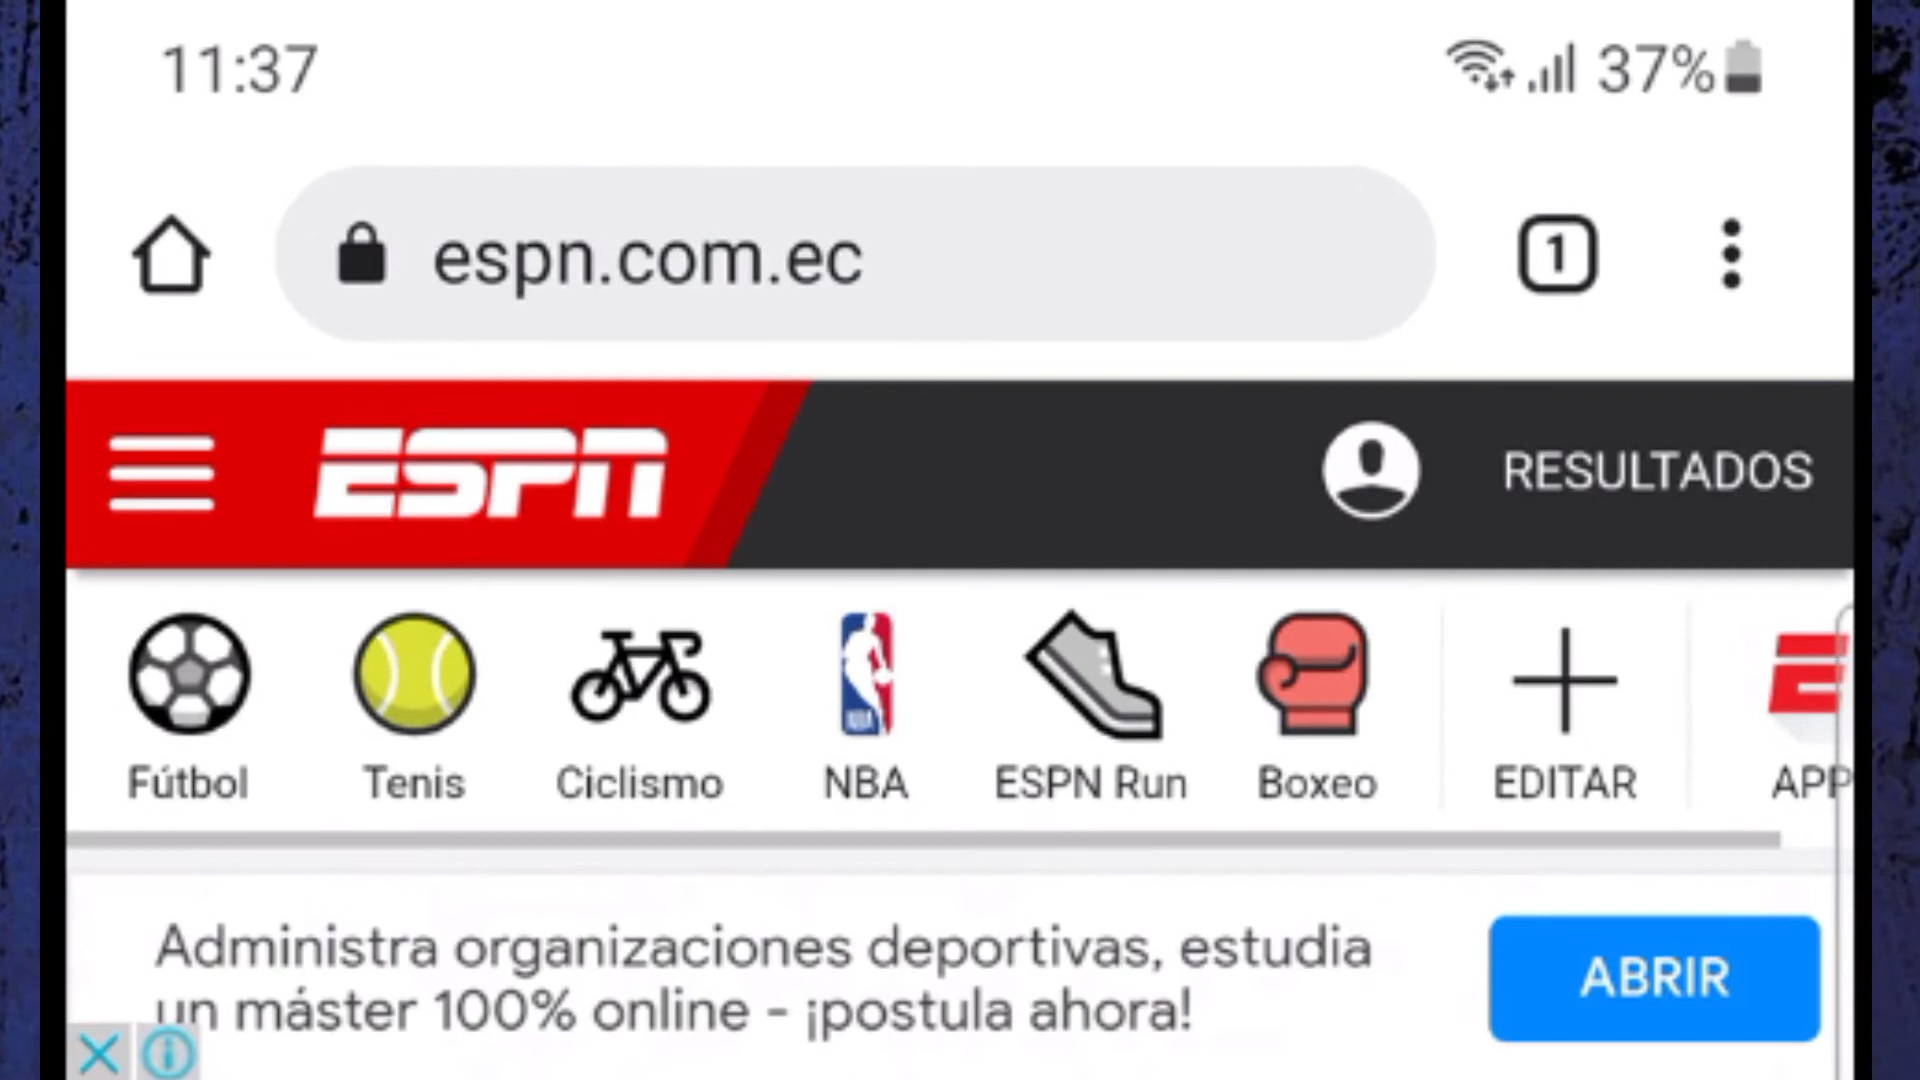 11:37 37%
espn.com.ec 1
ESPN RESULTADOS
NBA
Fútbol Tenis Ciclismo NBA ESPN Run Boxeo EDITAR APP
Administra organizaciones deportivas, estudia
un máster 100% online - ¡postula ahora!
ABRIR